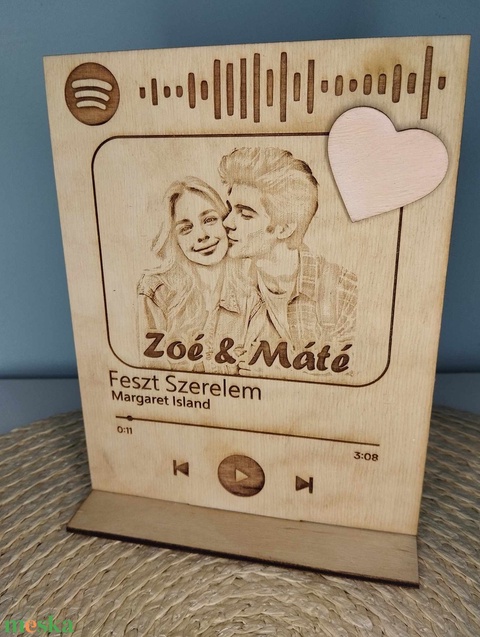 Zoé & Máté
Feszt Szerelem
Margaret Island
0:11
3:08
meska